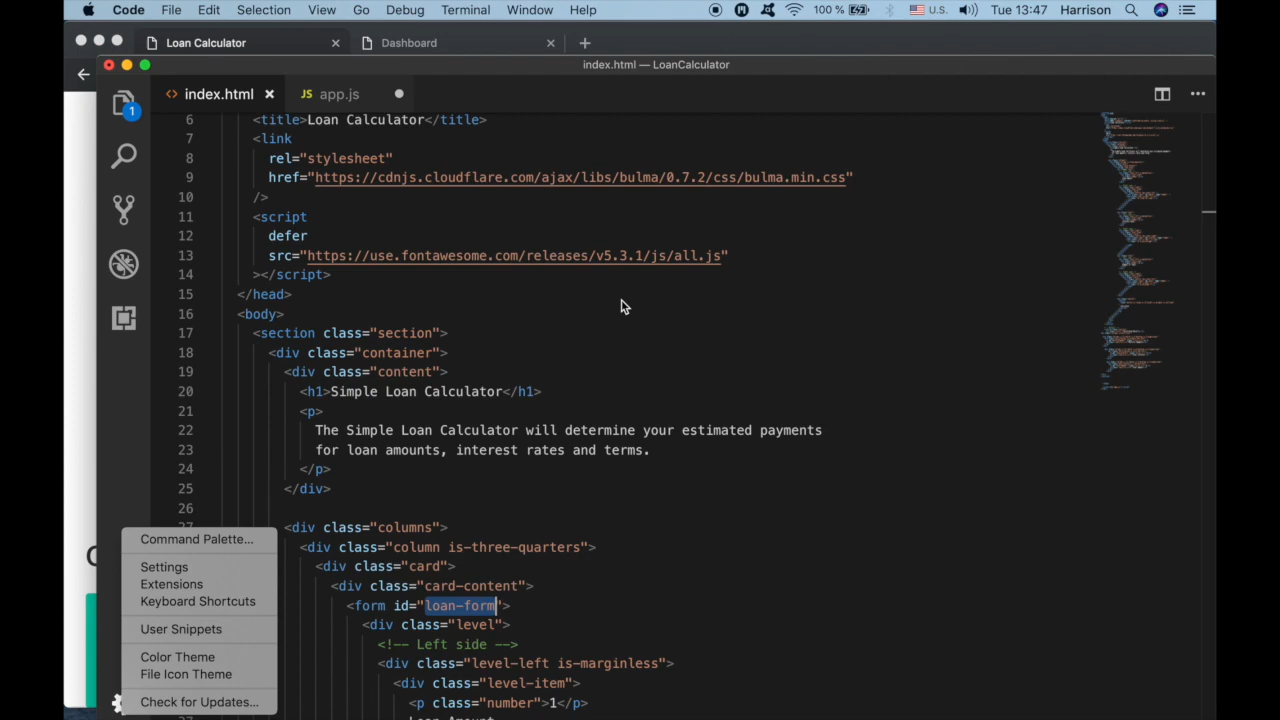 Code File Edit Selection View Go Debug Terminal Window Help 100 % U.S. Tue 13:47 Harrison
Loan Calculator Dashboard
index.html — LoanCalculator
index.html JS app.js
1
6 <title>Loan Calculator</title>
7 <link
8 rel="stylesheet"
9 href="https://cdnjs.cloudflare.com/ajax/libs/bulma/0.7.2/css/bulma.min.css"
10 />
11 <script
12 defer
13 src="https://use.fontawesome.com/releases/v5.3.1/js/all.js"
14 ></script>
15 </head>
16 <body>
17 <section class="section">
18 <div class="container">
19 <div class="content">
20 <h1>Simple Loan Calculator</h1>
21 <p>
22 The Simple Loan Calculator will determine your estimated payments
23 for loan amounts, interest rates and terms.
24 </p>
25 </div>
26
27 <div class="columns">
<div class="column is-three-quarters">
<div class="card">
<div class="card-content">
<form id="loan-form">
<div class="level">
<!-- Left side -->
<div class="level-left is-marginless">
<div class="level-item">
<p class="number">1</p>
Loan Amount
Command Palette...
Settings
Extensions
Keyboard Shortcuts
User Snippets
Color Theme
File Icon Theme
Check for Updates...